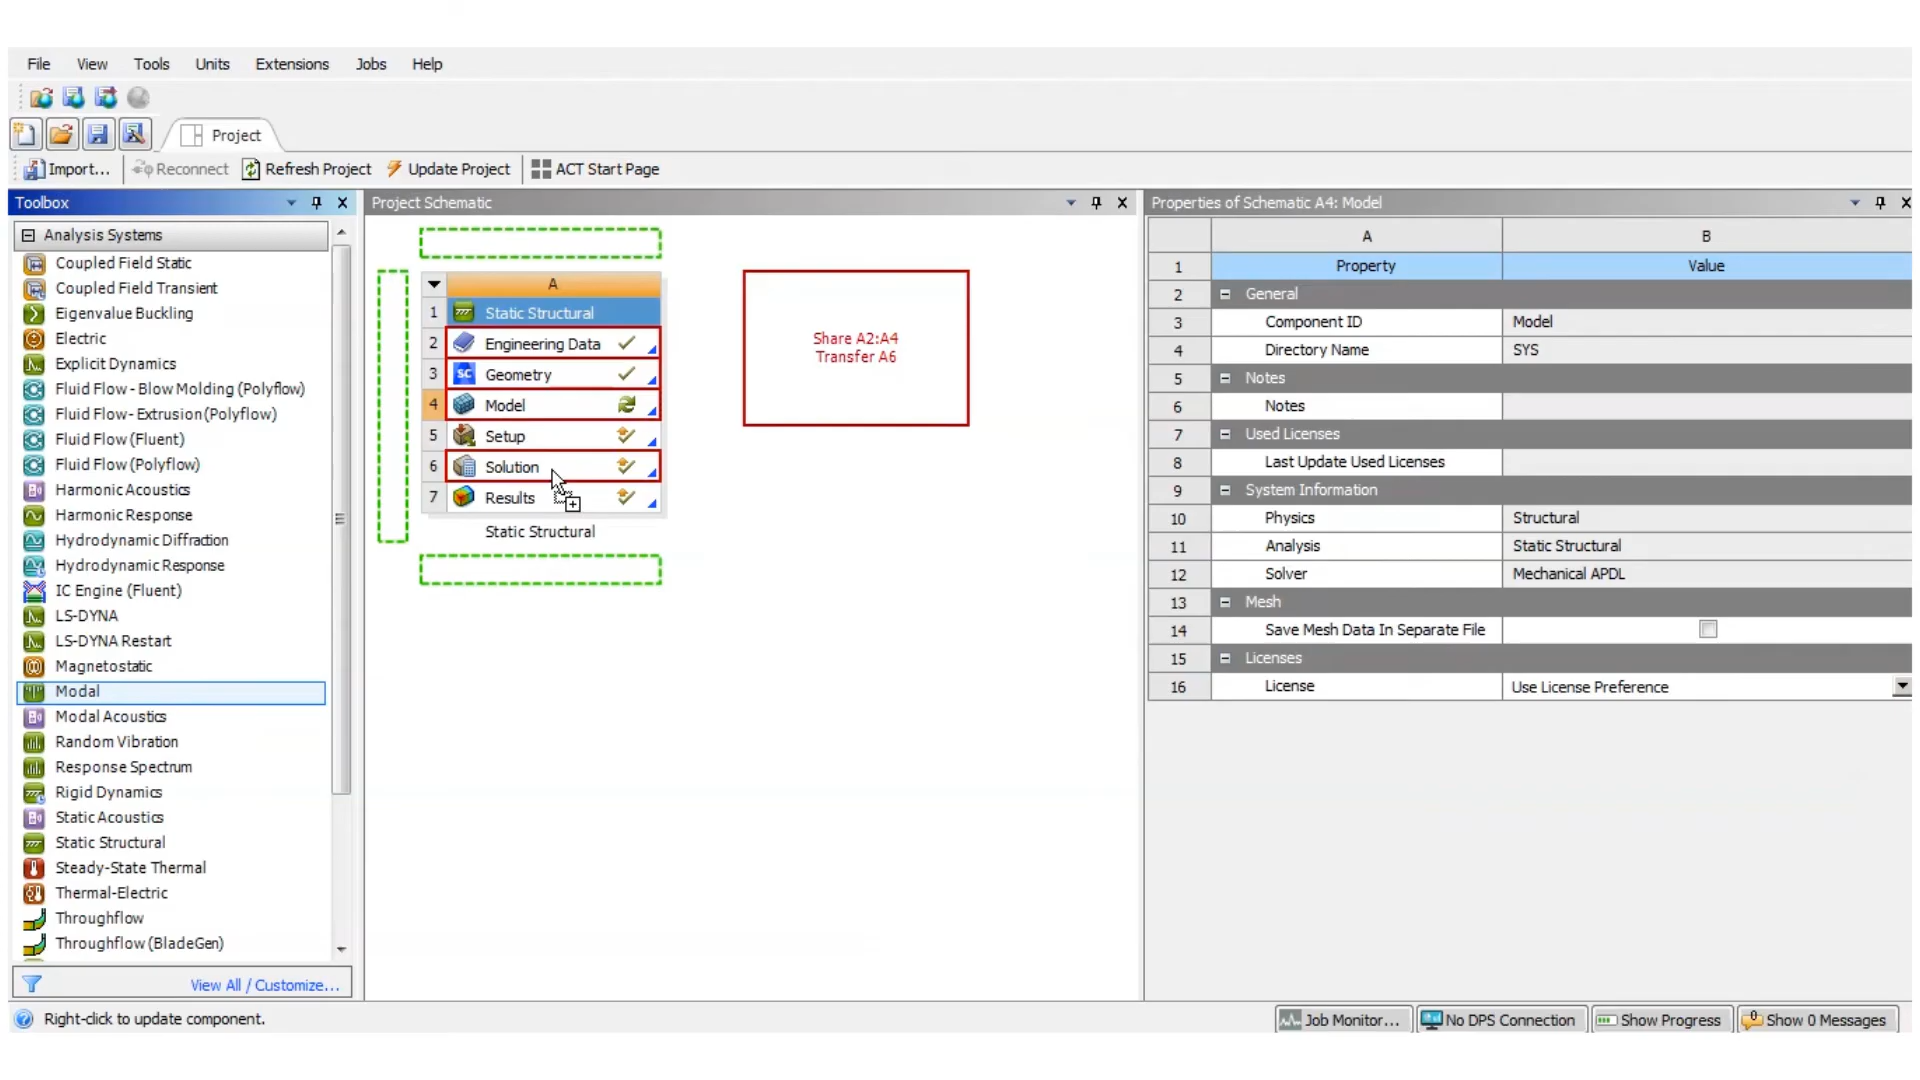 File View Tools Units Extensions Jobs Help
Project
Import... Reconnect Refresh Project Update Project ACT Start Page
Toolbox
Analysis Systems
Coupled Field Static
Coupled Field Transient
Eigenvalue Buckling
Electric
Explicit Dynamics
Fluid Flow - Blow Molding (Polyflow)
Fluid Flow- Extrusion (Polyflow)
Fluid Flow (Fluent)
Fluid Flow (Polyflow)
Harmonic Acoustics
Harmonic Response
Hydrodynamic Diffraction
Hydrodynamic Response
IC Engine (Fluent)
LS-DYNA
LS-DYNA Restart
Magnetostatic
Modal
Modal Acoustics
Random Vibration
Response Spectrum
Rigid Dynamics
Static Acoustics
Static Structural
Steady-State Thermal
Thermal-Electric
Throughflow
Throughflow (BladeGen)
View All / Customize...
Project Schematic
A
1 Static Structural
2 Engineering Data
3 SC Geometry
4 Model
5 Setup
6 Solution
7 Results
Static Structural
Share A2:A4
Transfer A6
Properties of Schematic A4: Model
A B
1 Property Value
2 General
3 Component ID Model
4 Directory Name SYS
5 Notes
6 Notes
7 Used Licenses
8 Last Update Used Licenses
9 System Information
10 Physics Structural
11 Analysis Static Structural
12 Solver Mechanical APDL
13 Mesh
14 Save Mesh Data In Separate File
15 Licenses
16 License Use License Preference
Right-click to update component.
Job Monitor... No DPS Connection Show Progress 0 Show 0 Messages